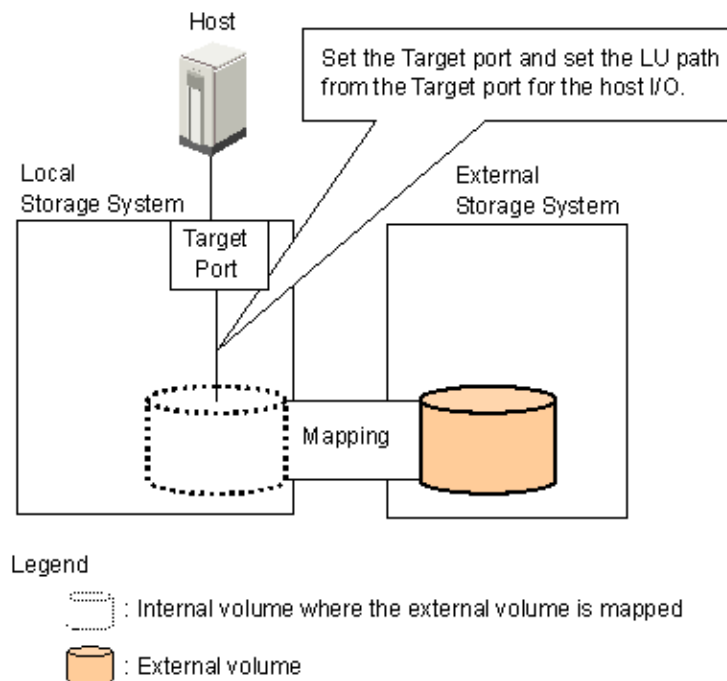 Host
Set the Target port and set the LU path
from the Target port for the host I/O.
Local
Storage System
External
Storage System
Target
Port
Mapping
Legend
: Internal volume where the external volume is mapped
: External volume